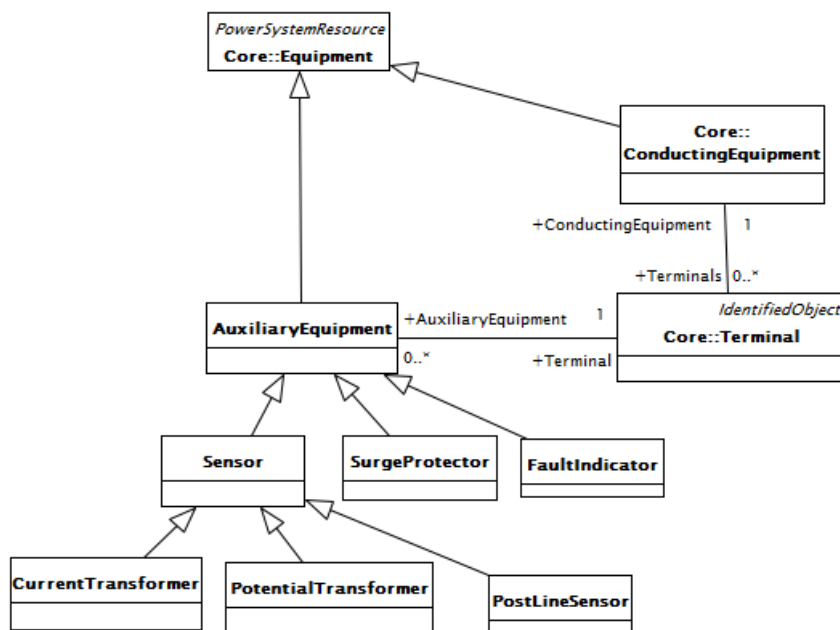 PowerSystemResource
Core::Equipment
Core::
ConductingEquipment
+ConductingEquipment 1
+Terminals 0..*
IdentifiedObject
Core::Terminal
AuxiliaryEquipment
+AuxiliaryEquipment 1
0..* +Terminal
Sensor
SurgeProtector
FaultIndicator
CurrentTransformer
PotentialTransformer
PostLineSensor